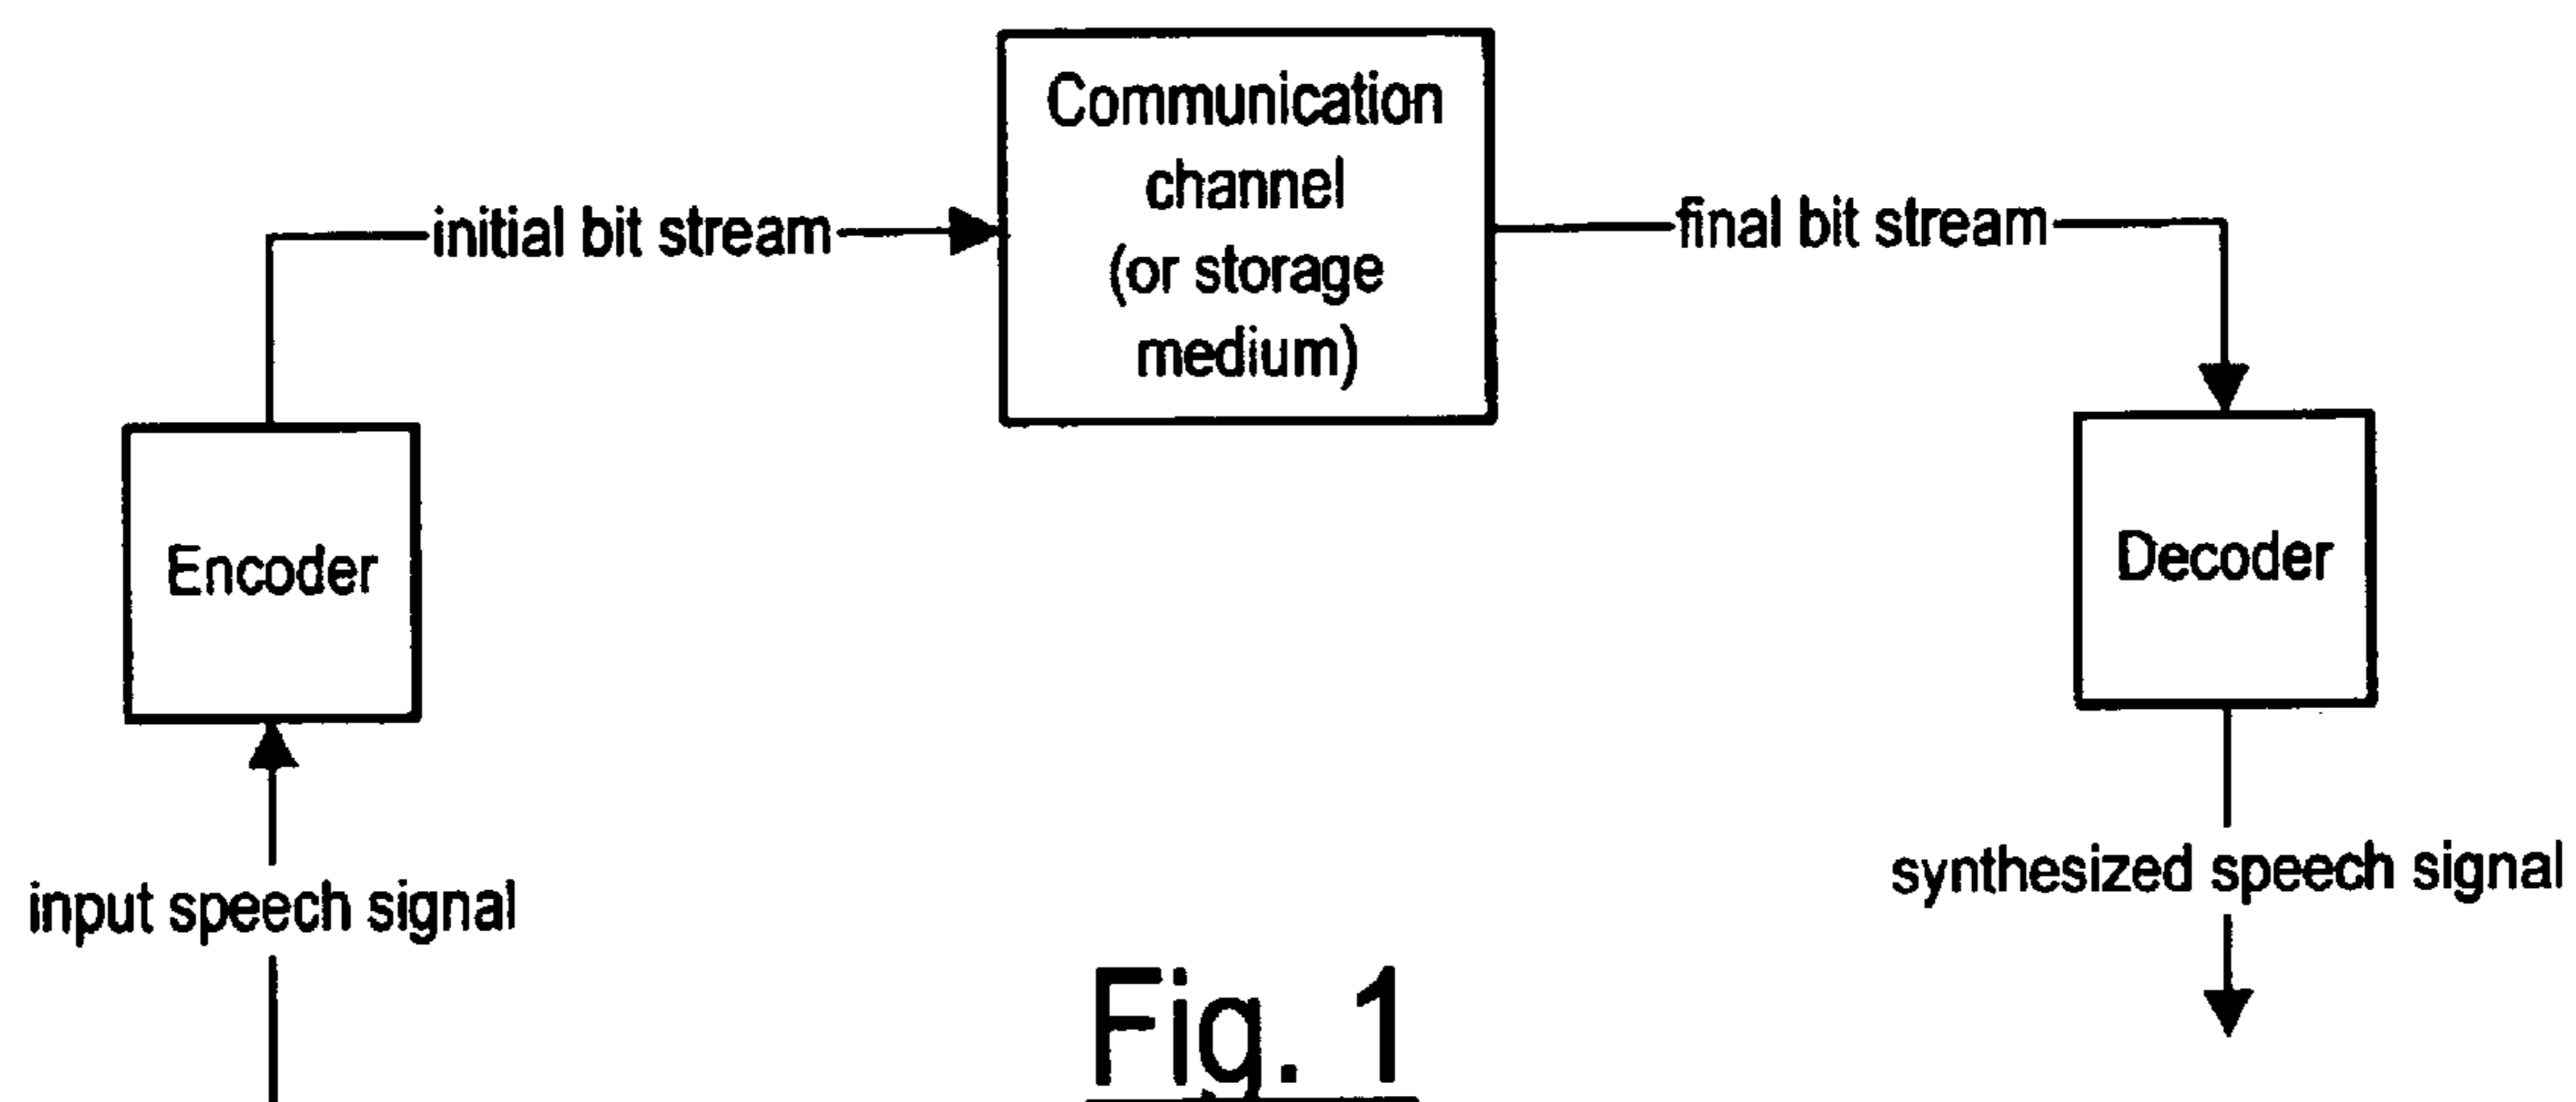 Communication
channel
(or storage
medium)
initial bit stream
final bit stream
Encoder
Decoder
input speech signal
synthesized speech signal
Fig. 1